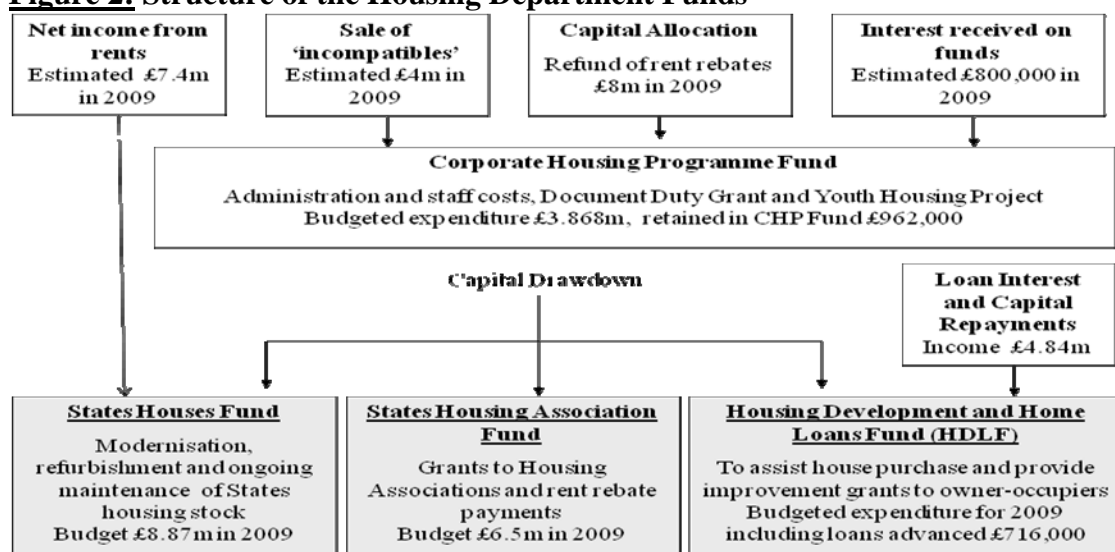 Figure 2: Structure of the Housing Department Funds
Net income from
rents
Estimated £7.4m
in 2009
Sale of
‘incompatibles’
Estimated £4m in
2009
Capital Allocation
Refund of rent rebates
£8m in 2009
Interest received on
funds
Estimated £800,000 in
2009
Corporate Housing Programme Fund
Administration and staff costs, Document Duty Grant and Youth Housing Project
Budgeted expenditure £3.868m, retained in CHP Fund £962,000
Capital Drawdown
Loan Interest
and Capital
Repayments
Income £4.84m
States Houses Fund
Modernisation,
refurbishment and ongoing
maintenance of States
housing stock
Budget £8.87m in 2009
States Housing Association
Fund
Grants to Housing
Associations and rent rebate
payments
Budget £6.5m in 2009
Housing Development and Home
Loans Fund (HDLF)
To assist house purchase and provide
improvement grants to owner-occupiers
Budgeted expenditure for 2009
including loans advanced £716,000